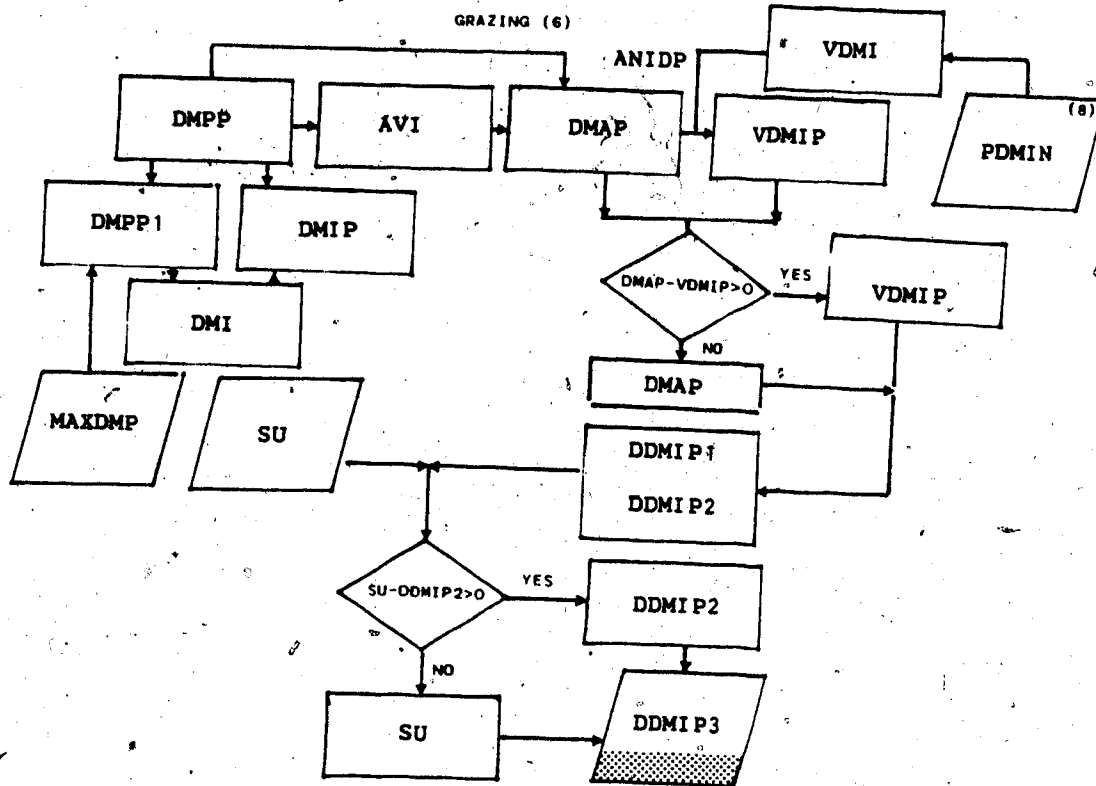 GRAZING (6)
ANIDP
VDMI
(8)
DMPP
AVI
DMAP
VDMIP
PDMIN
DMPP1
DMIP
DMAP-VDMIP>0
YES
VDMIP
DMI
NO
DMAP
MAXDMP
SU
DDMIP1
DDMIP2
SU-DDMIP2>0
YES
DDMIP2
NO
SU
DDMIP3